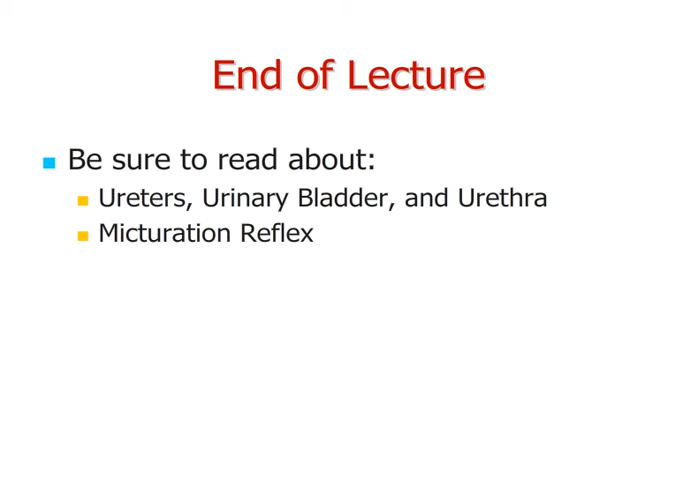 End of Lecture
Be sure to read about:
Ureters, Urinary Bladder, and Urethra
Micturation Reflex